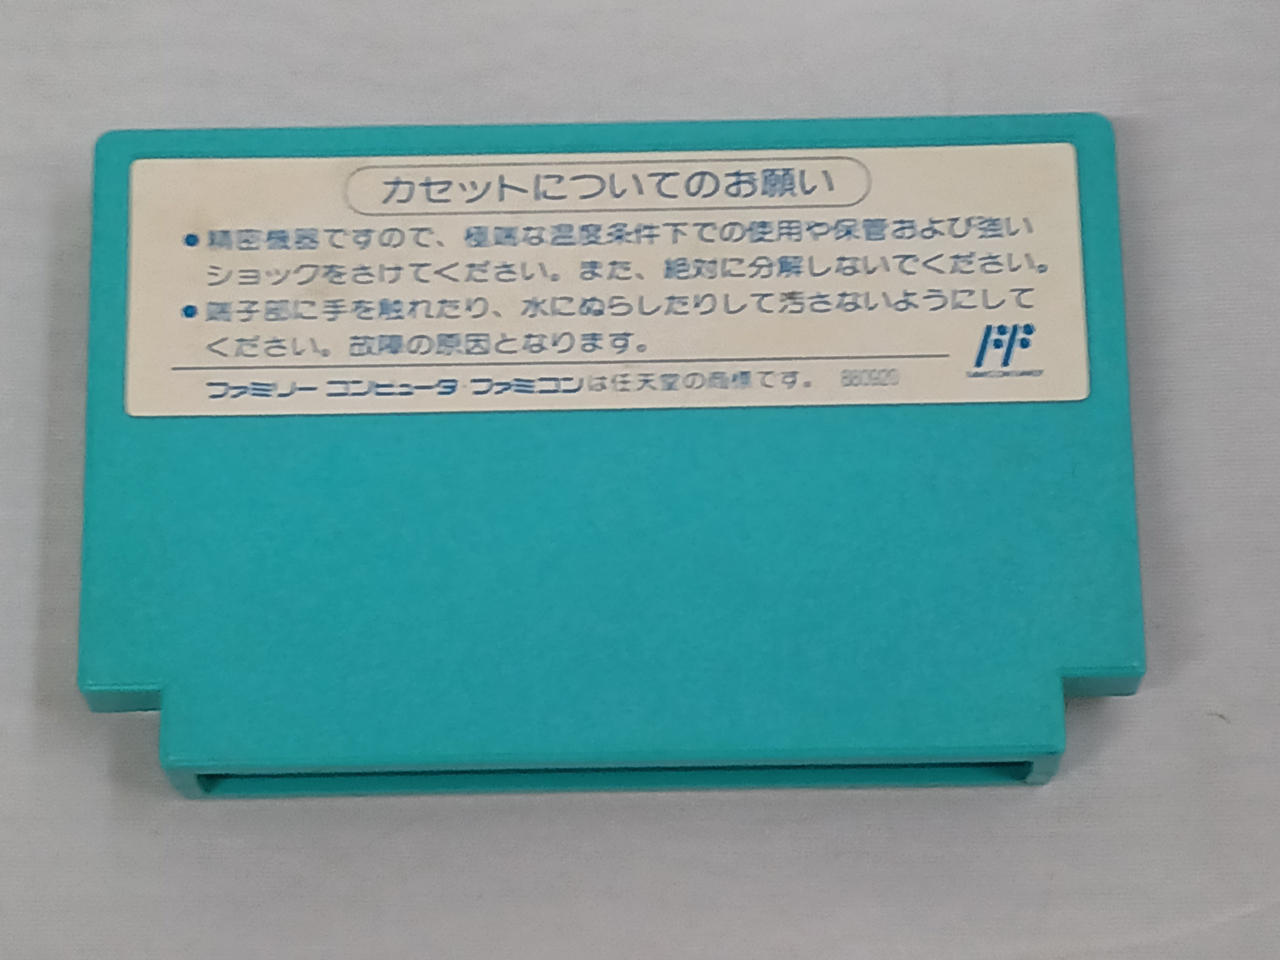 カセットについてのお願い
●精密機器ですので、極端な温度条件下での使用や保管および強い
ショックをさけてください。また、絶対に分解しないでください。
●端子部に手を触れたり、水にぬらしたりして汚さないようにして
ください。故障の原因となります。
ファミリー コンピュータ・ファミコンは任天堂の商標です。 880920